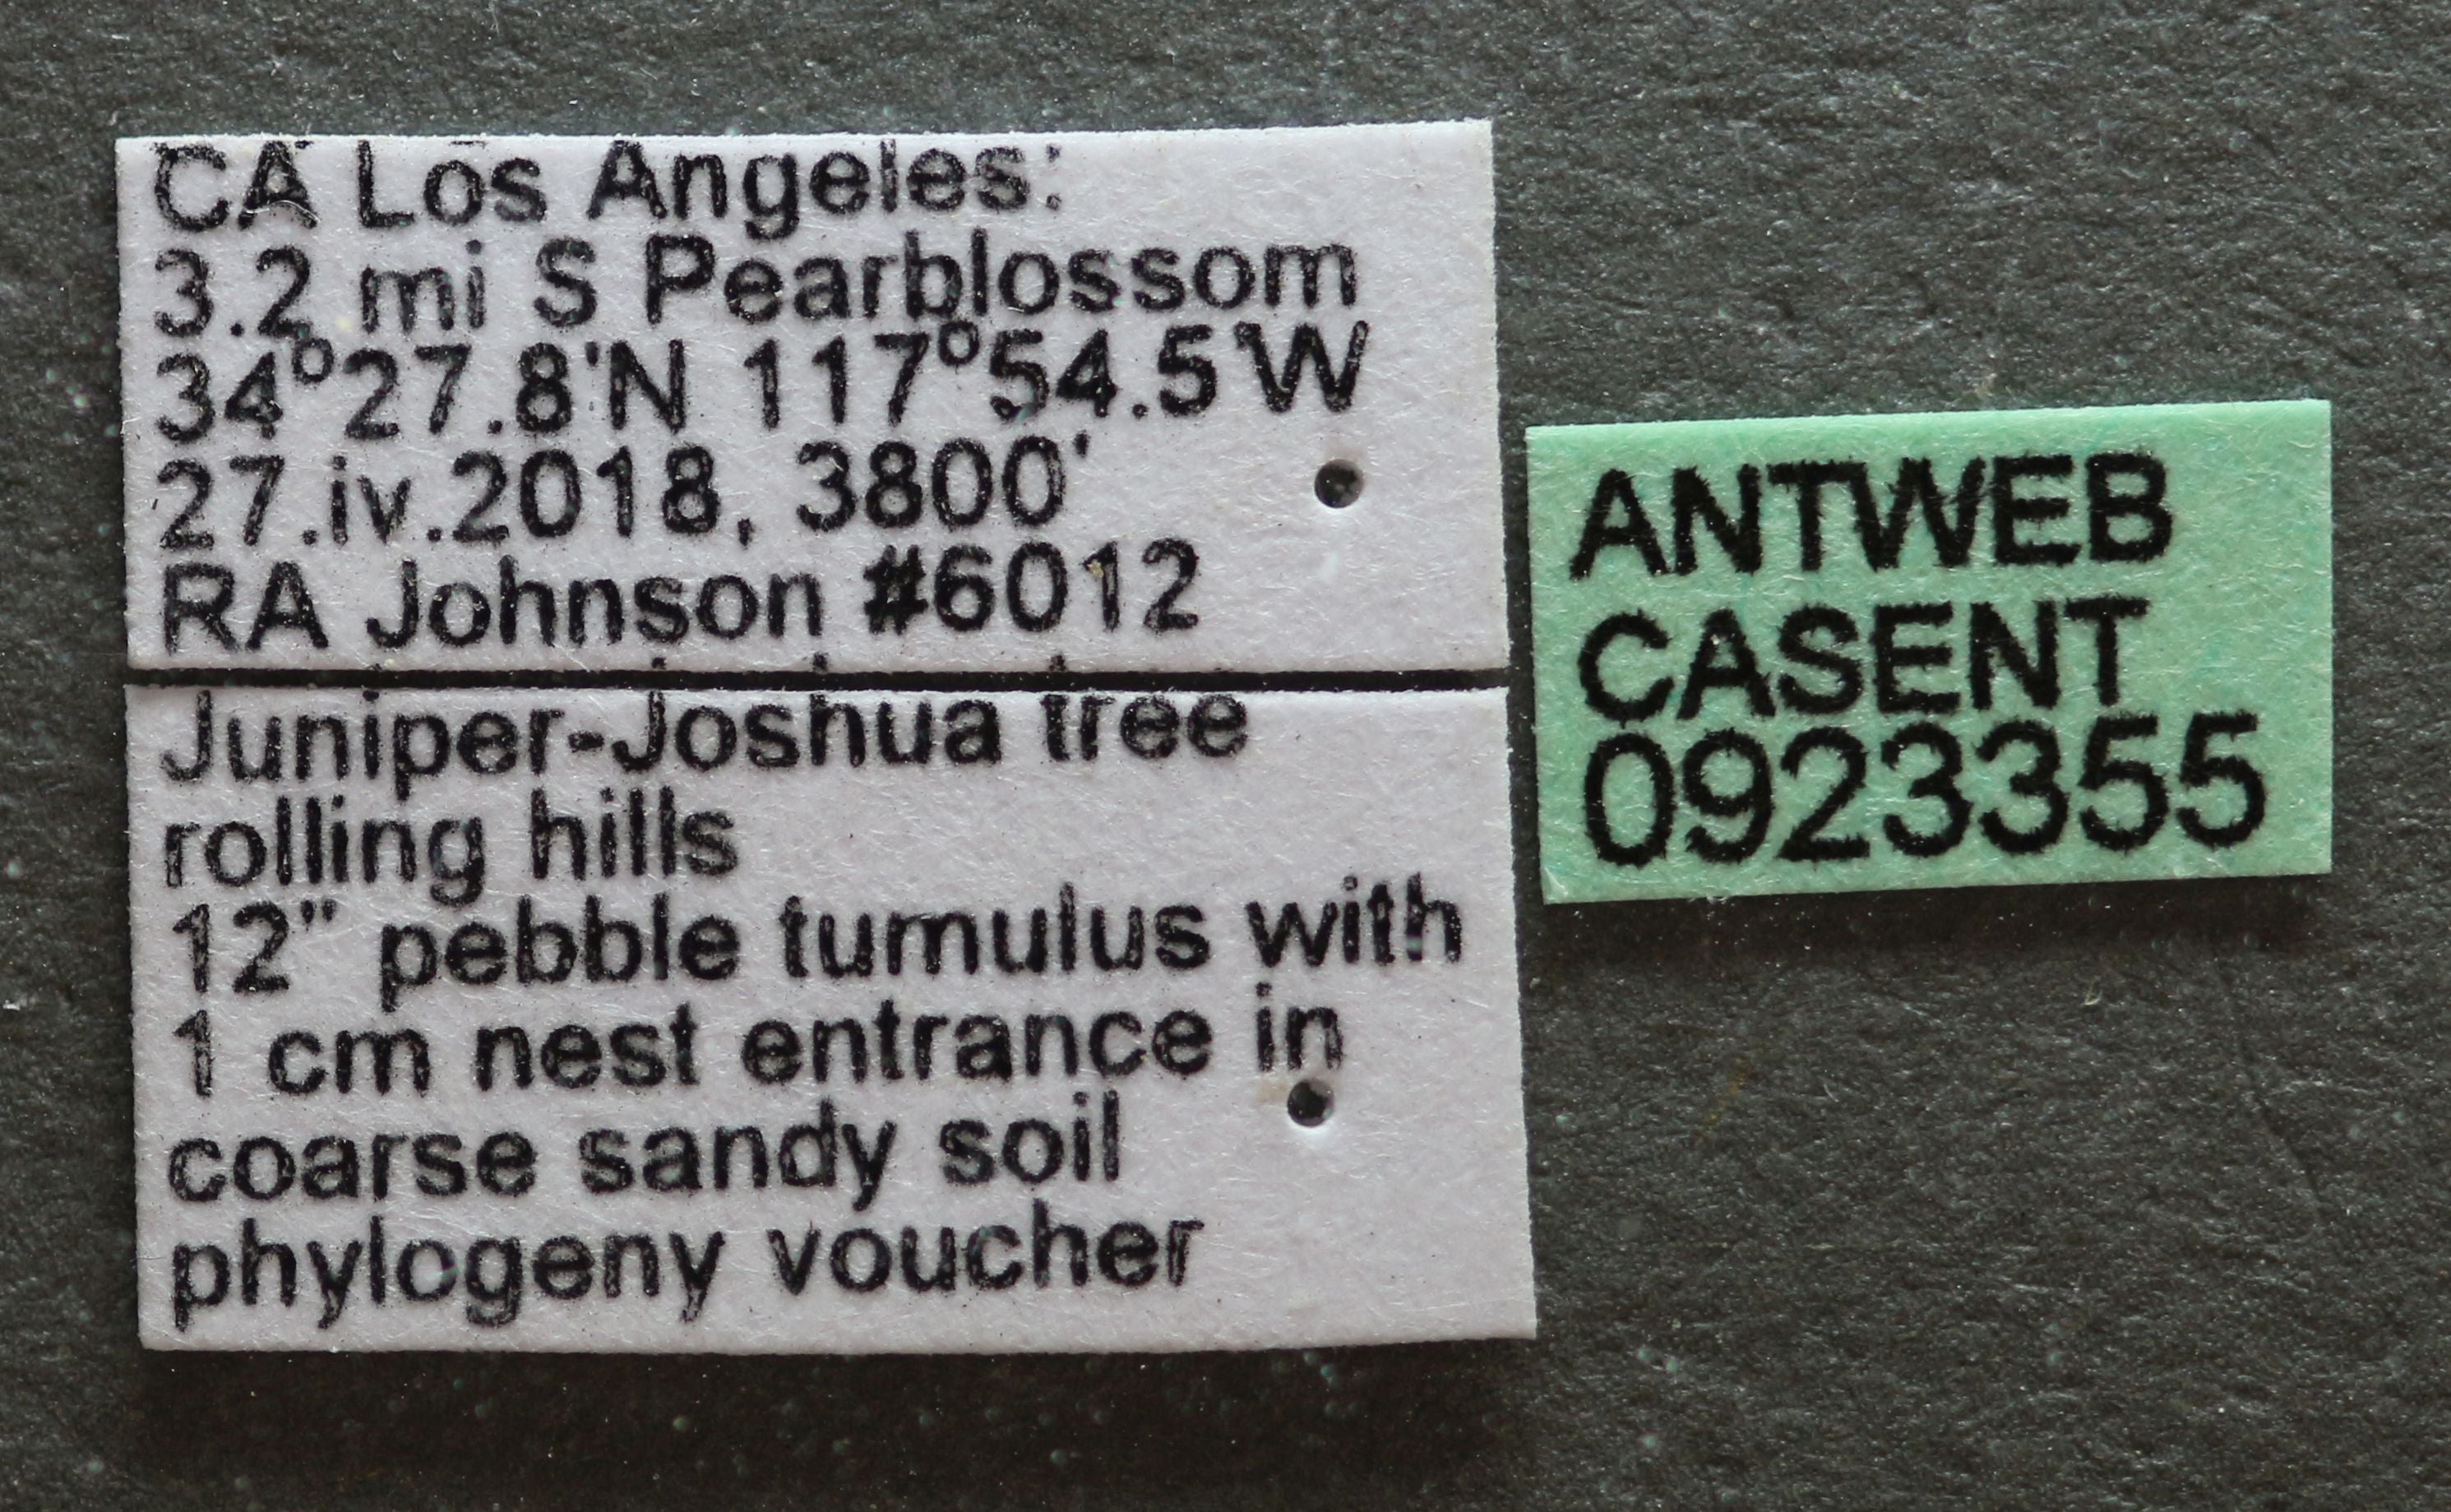 CA Los Angeles:
3.2 mi S Pearblossom
34°27.8'N 117°54.5'W
27.iv.2018, 3800'
RA Johnson #6012
Juniper-Joshua tree
rolling hills
12" pebble tumulus with
1 cm nest entrance in
coarse sandy soil
phylogeny voucher
ANTWEB
CASENT
0923355